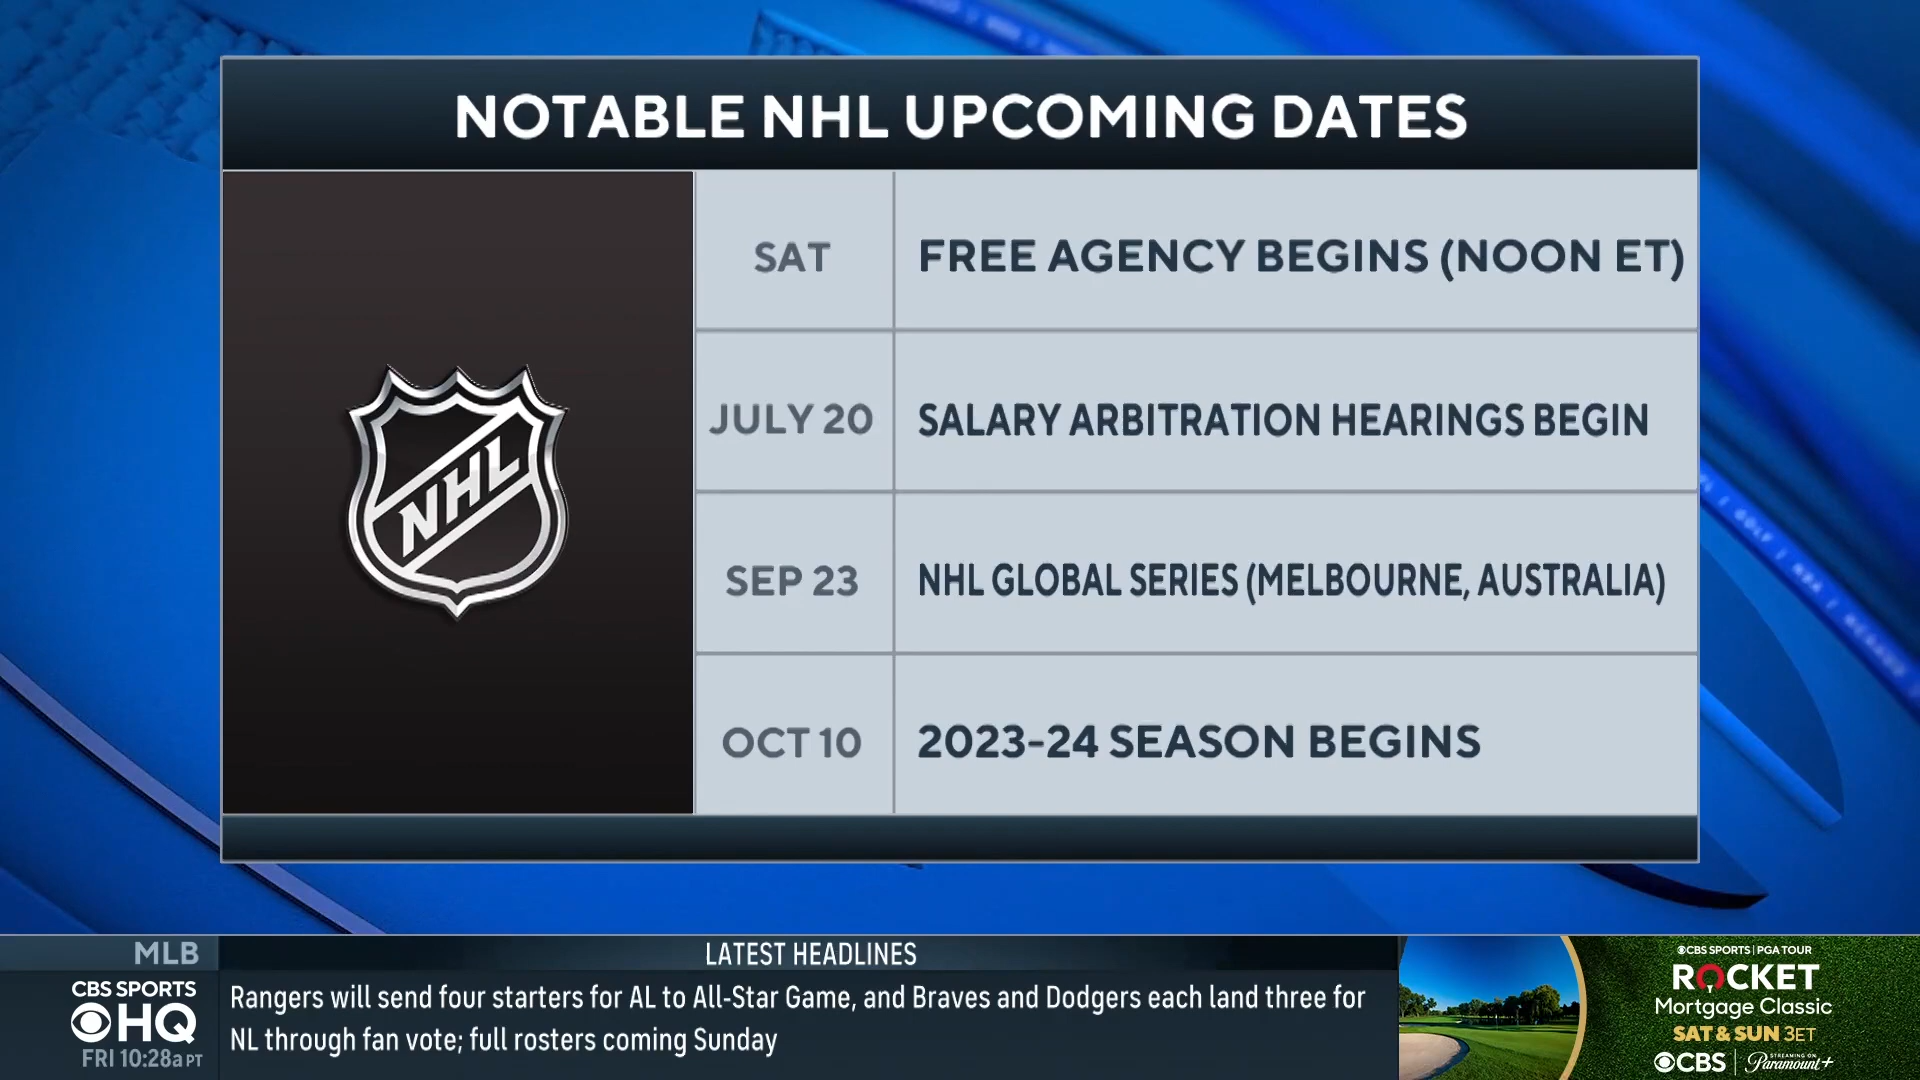 NOTABLE NHL UPCOMING DATES
NHL
SAT
FREE AGENCY BEGINS (NOON ET)
JULY 20
SALARY ARBITRATION HEARINGS BEGIN
SEP 23
NHL GLOBAL SERIES (MELBOURNE, AUSTRALIA)
OCT 10
2023-24 SEASON BEGINS
MLB
LATEST HEADLINES
CBS SPORTS
HQ
FRI 10:28a PT
Rangers will send four starters for AL to All-Star Game, and Braves and Dodgers each land three for
NL through fan vote; full rosters coming Sunday
CBS SPORTS | PGA TOUR
ROCKET
Mortgage Classic
SAT & SUN 3ET
CBS
STREAMING ON
Paramount+
GOLF / NBA /